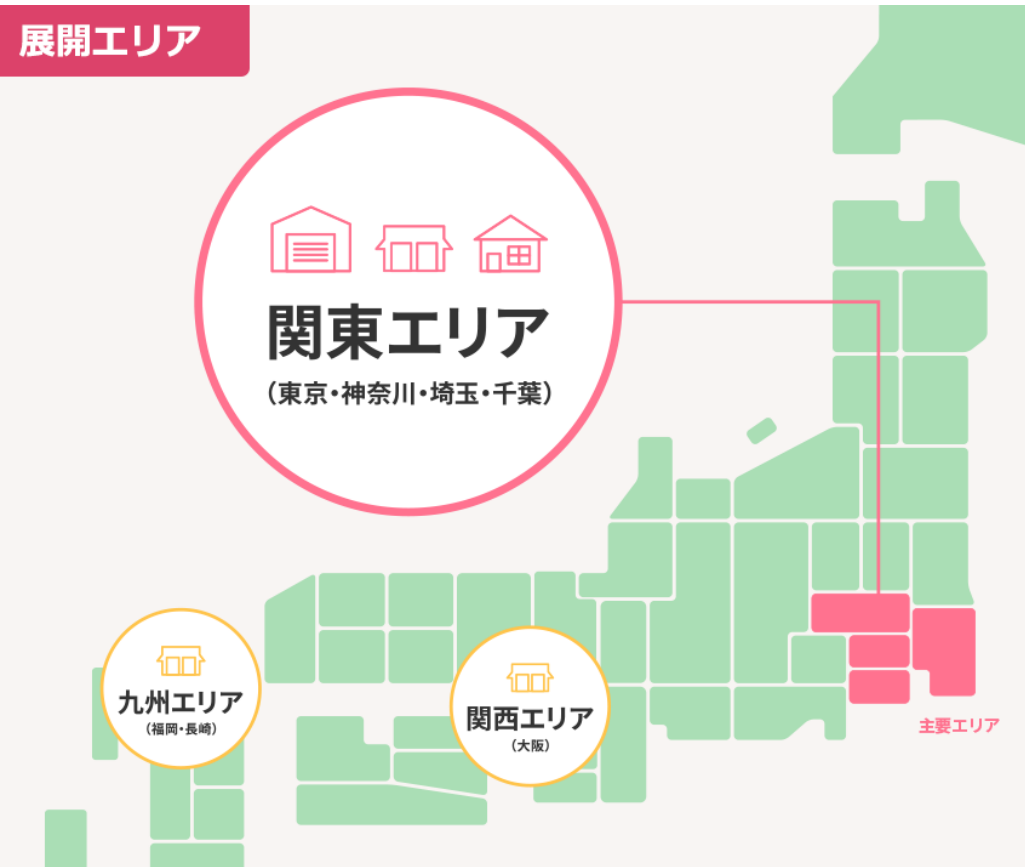 展開エリア
関東エリア
（東京・神奈川・埼玉・千葉）
九州エリア
（福岡・長崎）
関西エリア
（大阪）
主要エリア